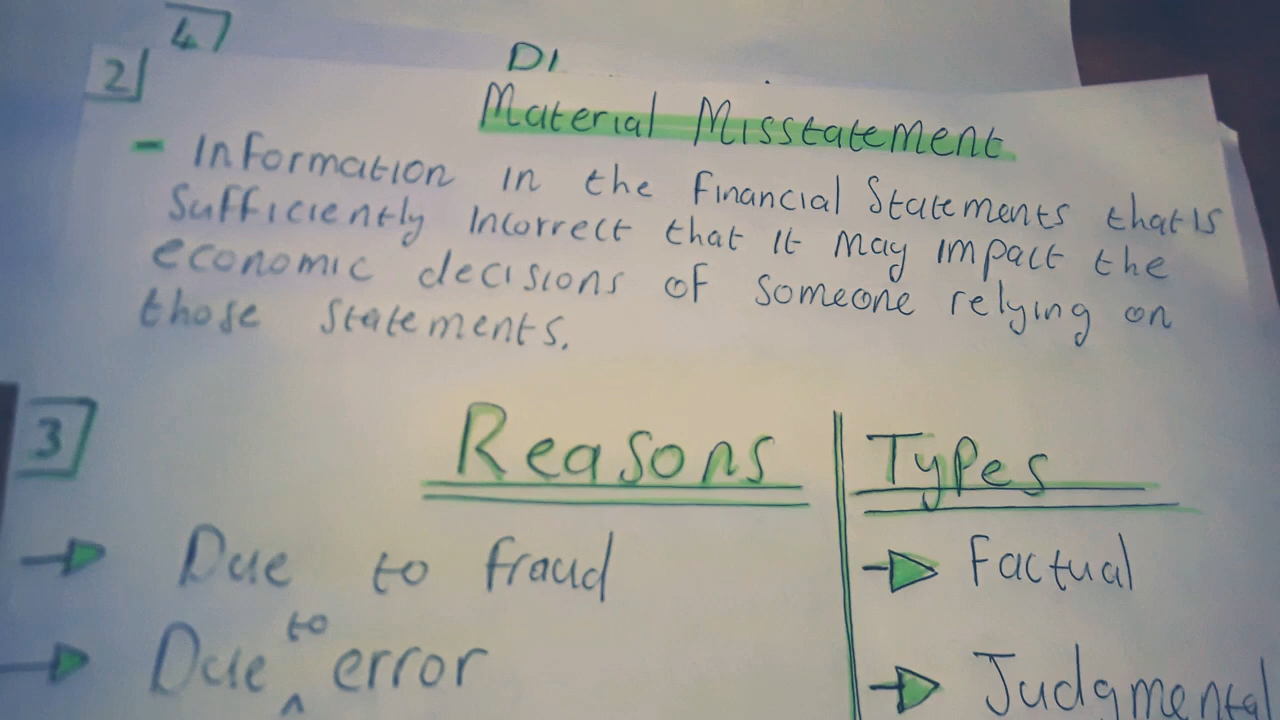 4
D1
2
Material Misstatement
- Information in the Financial Statements that is
Sufficiently Incorrect that it may impact the
economic decisions of someone relying on
those statements.
3
Reasons
Types
Due to fraud
Factual
Due to error
Judgmental